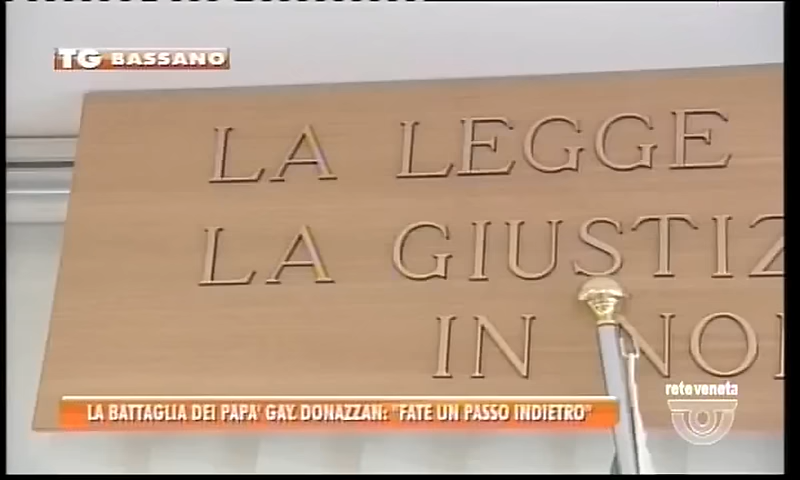 TG BASSANO
LA LEGGE
LA GIUSTIZ
IN NO
LA BATTAGLIA DEI PAPA' GAY. DONAZZAN: "FATE UN PASSO INDIETRO"
reteveneta